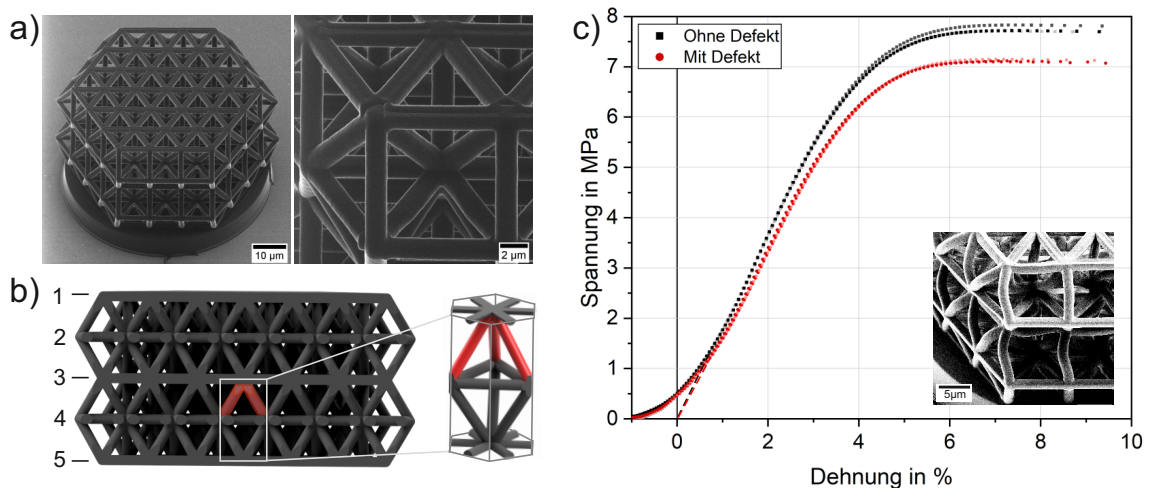 a)
10 µm
2 µm
b)
1
2
3
4
5
c)
Ohne Defekt
Mit Defekt
Spannung in MPa
8
7
6
5
4
3
2
1
0
5µm
0 2 4 6 8 10
Dehnung in %